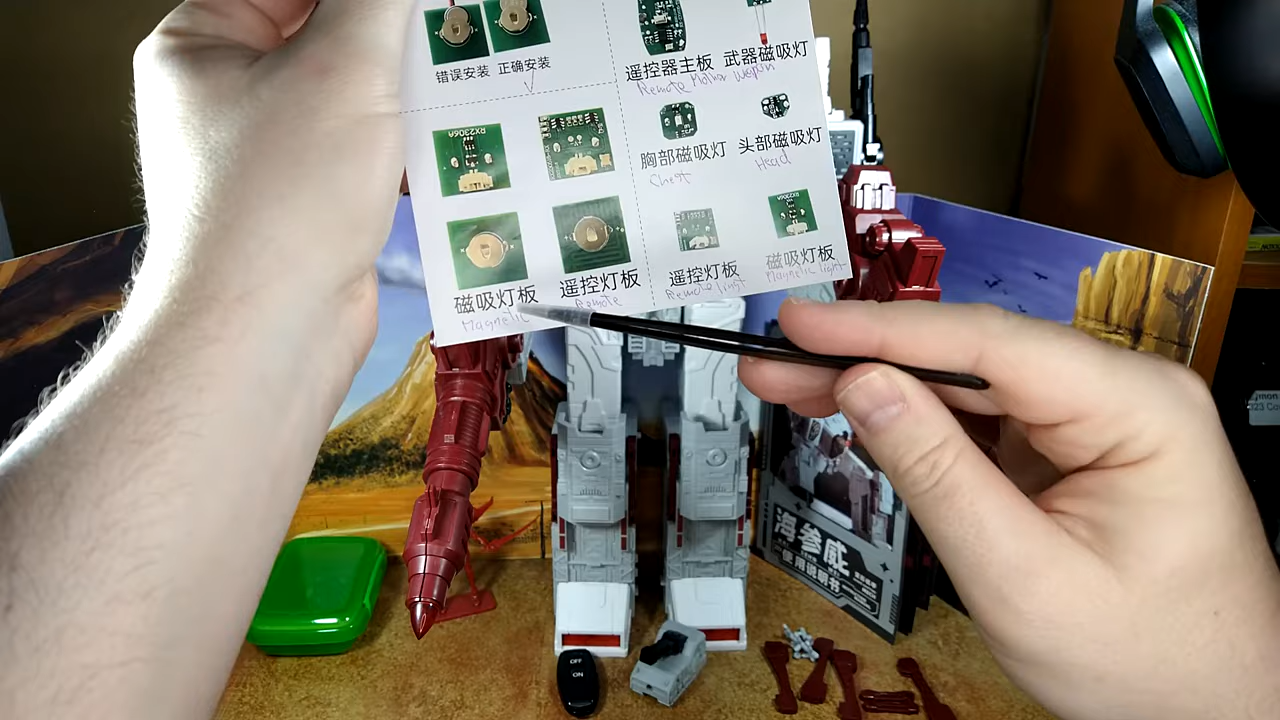 错误安装 正确安装
遥控器主板 武器磁吸灯
Remote Mother Weapon
胸部磁吸灯 头部磁吸灯
Chest Head
RX2306A
磁吸灯板 遥控灯板
Magnetic Remote
遥控灯板 磁吸灯板
Remote light Magnetic light
海参崴
使用说明书
OFF
ON